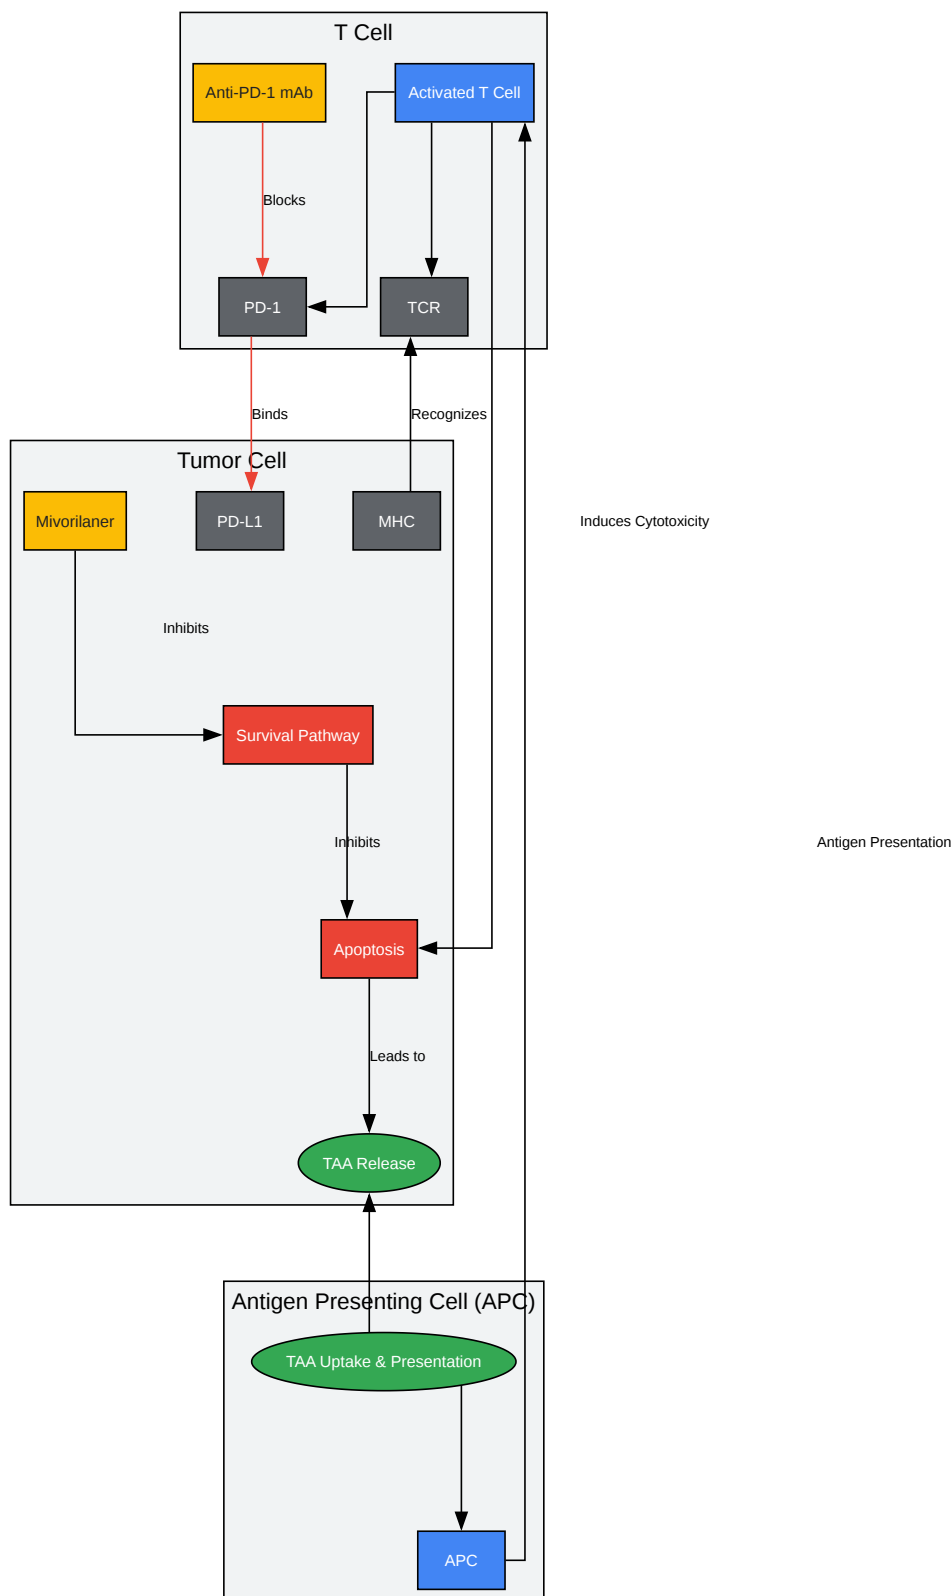 T Cell
Anti-PD-1 mAb
Activated T Cell
Blocks
PD-1
TCR
Binds
Recognizes
Tumor Cell
Mivorilaner
PD-L1
MHC
Induces Cytotoxicity
Inhibits
Survival Pathway
Inhibits
Antigen Presentation
Apoptosis
Leads to
TAA Release
Antigen Presenting Cell (APC)
TAA Uptake & Presentation
APC